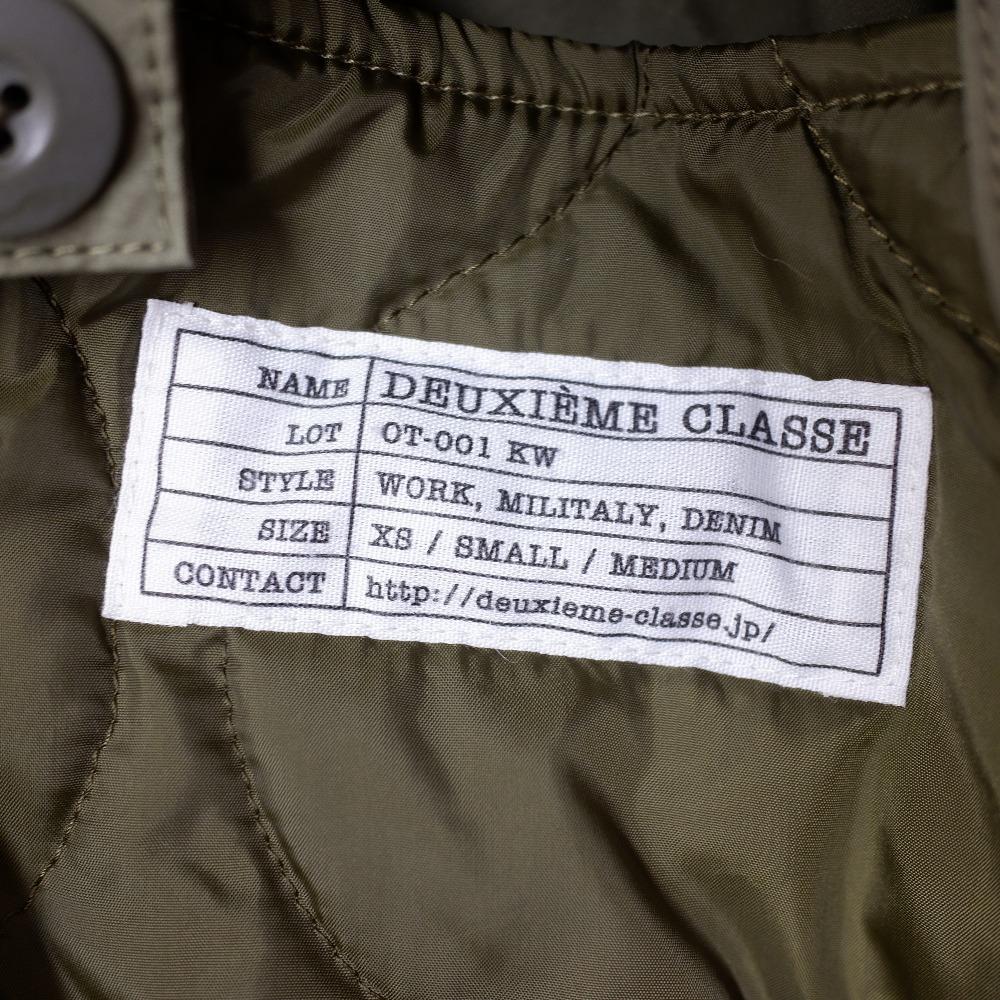 NAME DEUXIÈME CLASSE
LOT OT-001 KW
STYLE WORK, MILITALY, DENIM
SIZE XS / SMALL / MEDIUM
CONTACT http://deuxieme-classe.jp/